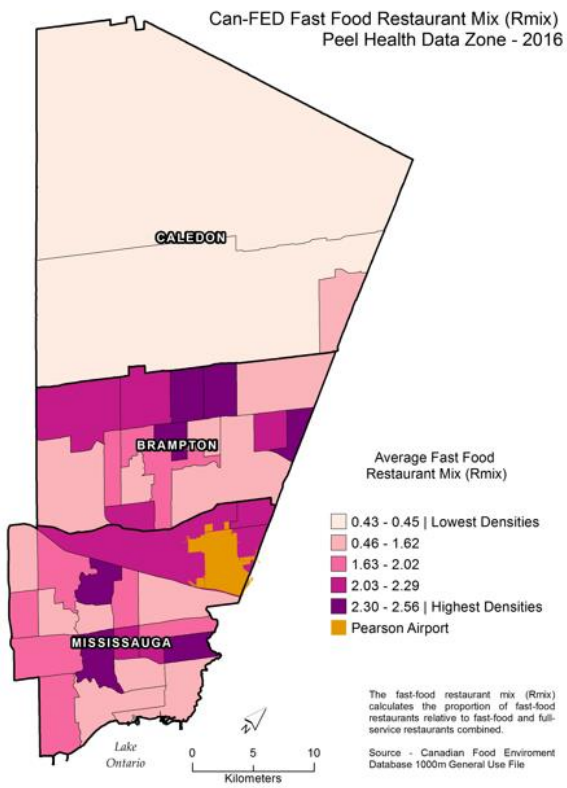 Can-FED Fast Food Restaurant Mix (Rmix)
Peel Health Data Zone - 2016
CALEDON
BRAMPTON
MISSISSAUGA
Average Fast Food
Restaurant Mix (Rmix)
0.43 - 0.45 | Lowest Densities
0.46 - 1.62
1.63 - 2.02
2.03 - 2.29
2.30 - 2.56 | Highest Densities
Pearson Airport
The fast-food restaurant mix (Rmix)
calculates the proportion of fast-food
restaurants relative to fast-food and full-
service restaurants combined.
Source - Canadian Food Enviroment
Database 1000m General Use File
Lake
Ontario
N
0 5 10
Kilometers